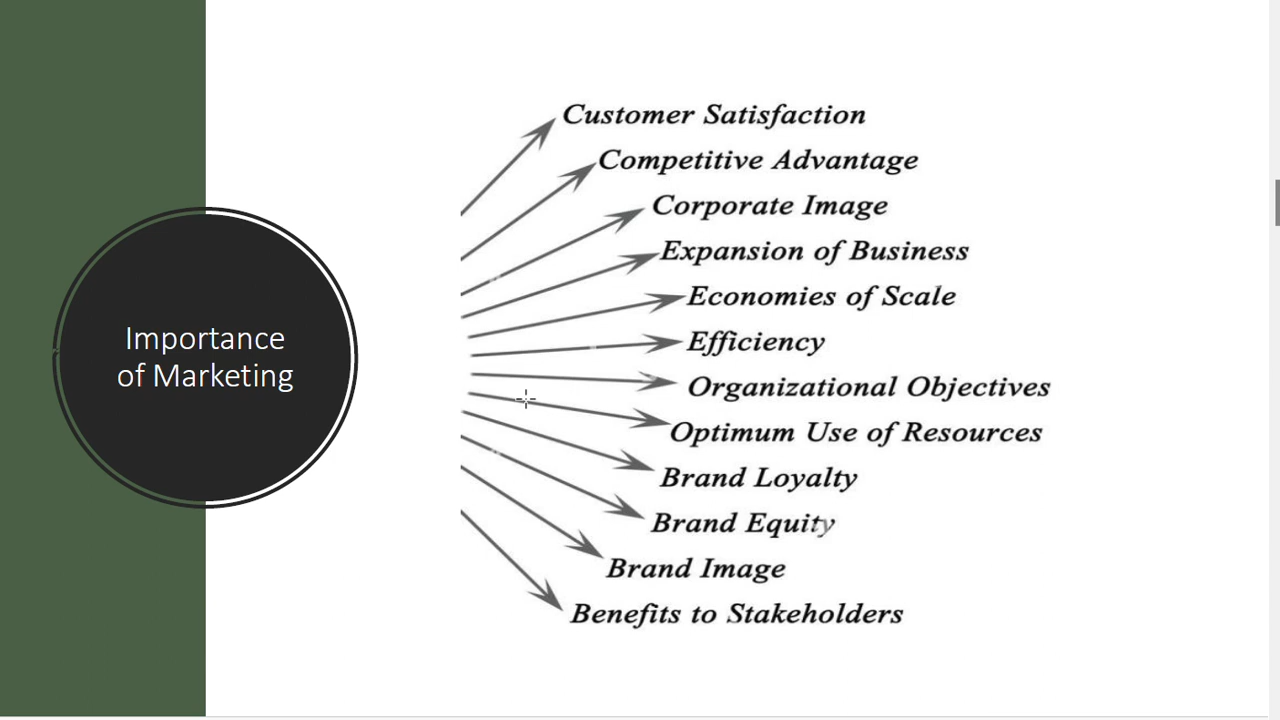 Importance
of Marketing
Customer Satisfaction
Competitive Advantage
Corporate Image
Expansion of Business
Economies of Scale
Efficiency
Organizational Objectives
Optimum Use of Resources
Brand Loyalty
Brand Equity
Brand Image
Benefits to Stakeholders